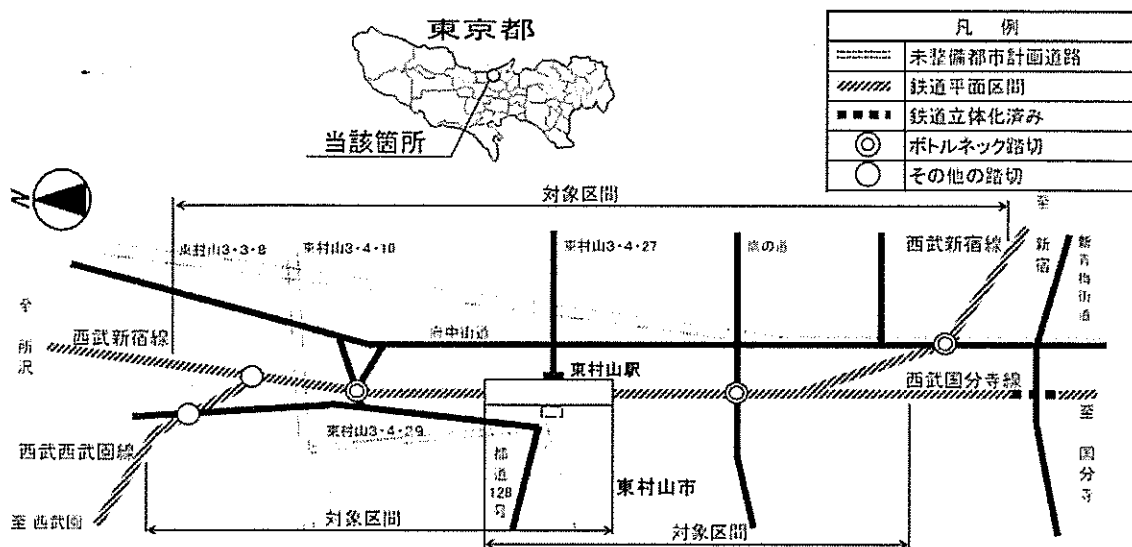 東京都
当該箇所
凡 例
未整備都市計画道路
鉄道平面区間
鉄道立体化済み
ボトルネック踏切
その他の踏切
N
対象区間
東村山3・3・8
東村山3・4・10
東村山3・4・27
鷹の道
西武新宿線
至 新宿
新青梅街道
至 所沢
西武新宿線
府中街道
東村山駅
西武国分寺線
至 国分寺
西武西武園線
東村山3・4・29
都道128号
東村山市
至 西武園
対象区間
対象区間